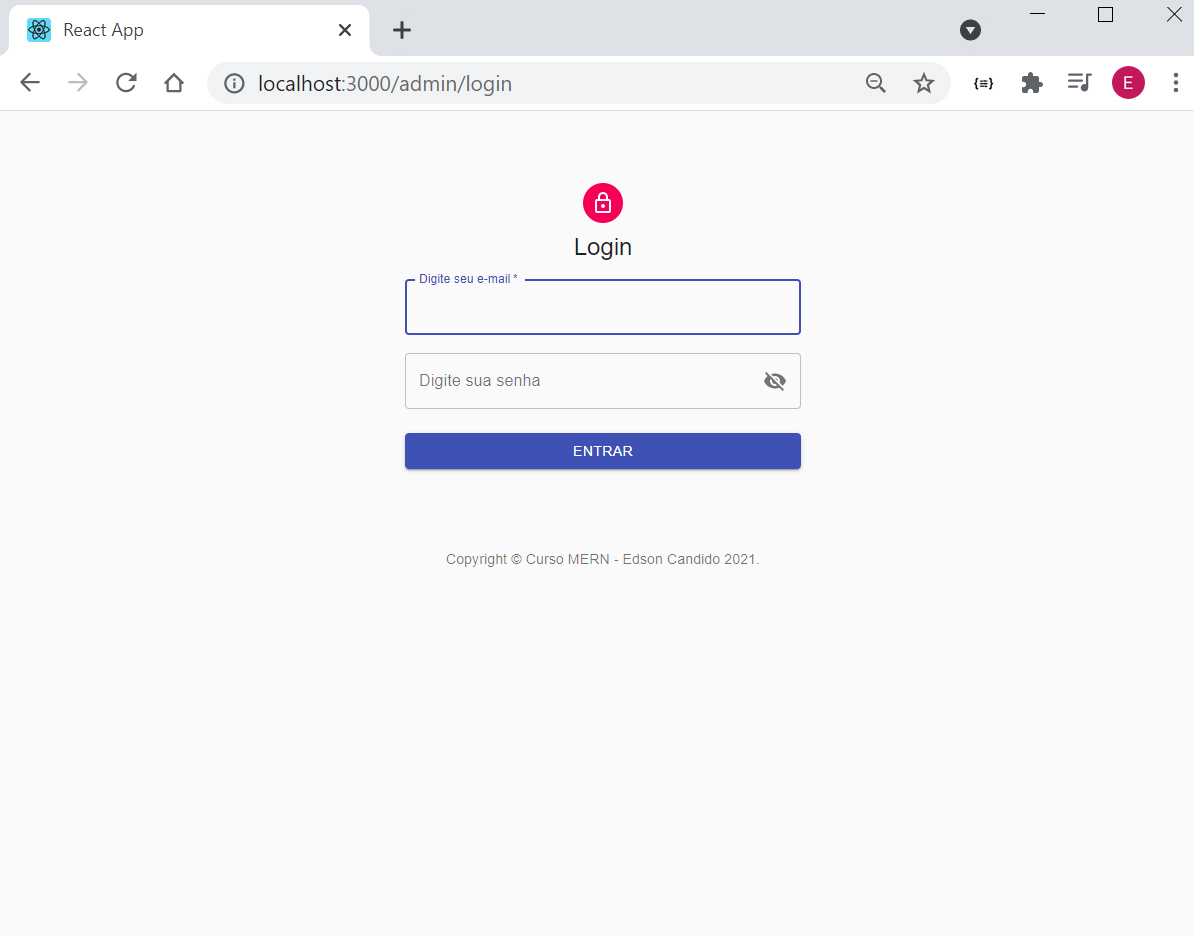 React App
localhost:3000/admin/login
E
Login
Digite seu e-mail *
Digite sua senha
ENTRAR
Copyright © Curso MERN - Edson Candido 2021.